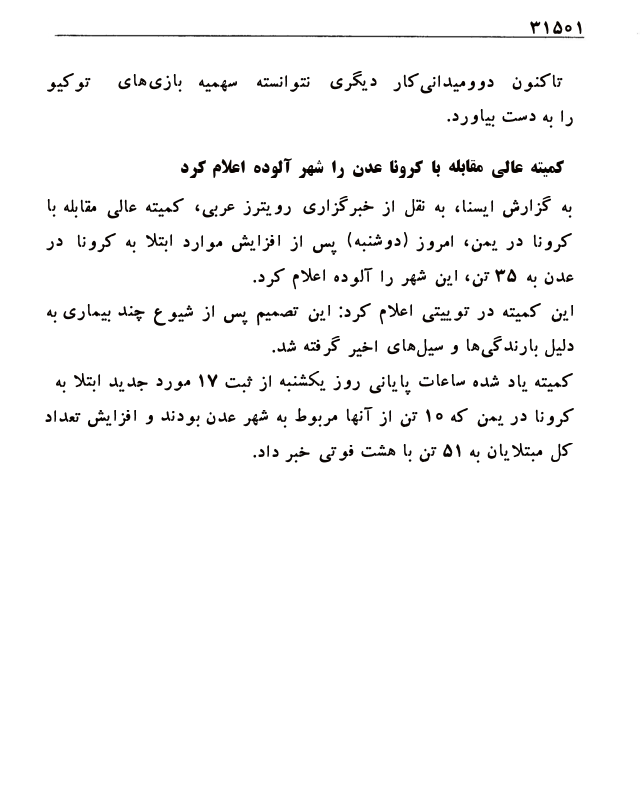 ۳۱۵۰۱
تاکنون دوومیدانی‌کار دیگری نتوانسته سهمیه بازی‌های توکیو
را به دست بیاورد.
کمیته عالی مقابله با کرونا عدن را شهر آلوده اعلام کرد
به گزارش ایسنا، به نقل از خبرگزاری رویترز عربی، کمیته عالی مقابله با
کرونا در یمن، امروز (دوشنبه) پس از افزایش موارد ابتلا به کرونا در
عدن به ۳۵ تن، این شهر را آلوده اعلام کرد.
این کمیته در توییتی اعلام کرد: این تصمیم پس از شیوع چند بیماری به
دلیل بارندگی‌ها و سیل‌های اخیر گرفته شد.
کمیته یاد شده ساعات پایانی روز یکشنبه از ثبت ۱۷ مورد جدید ابتلا به
کرونا در یمن که ۱۰ تن از آنها مربوط به شهر عدن بودند و افزایش تعداد
کل مبتلایان به ۵۱ تن با هشت فوتی خبر داد.